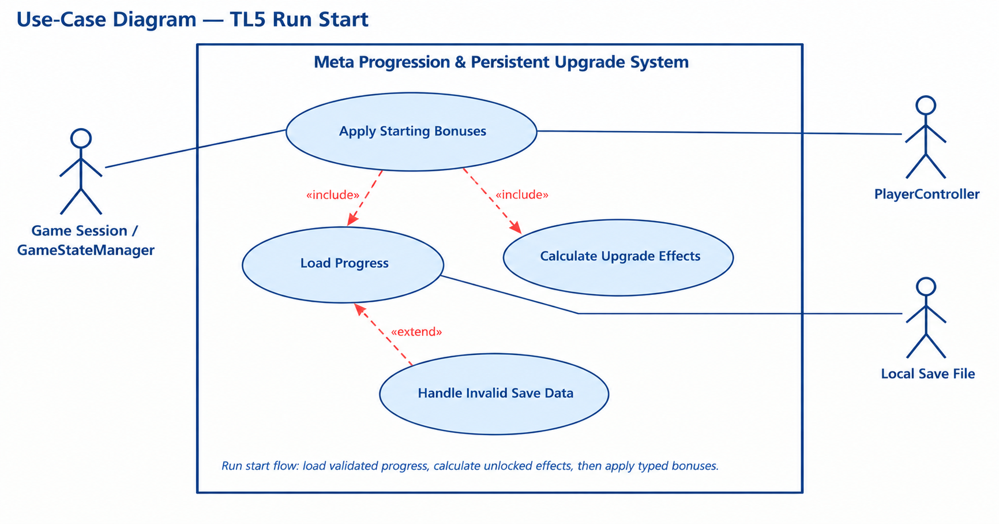 Use-Case Diagram — TL5 Run Start
Meta Progression & Persistent Upgrade System
Apply Starting Bonuses
«include»
«include»
PlayerController
Game Session /
GameStateManager
Load Progress
Calculate Upgrade Effects
«extend»
Local Save File
Handle Invalid Save Data
Run start flow: load validated progress, calculate unlocked effects, then apply typed bonuses.